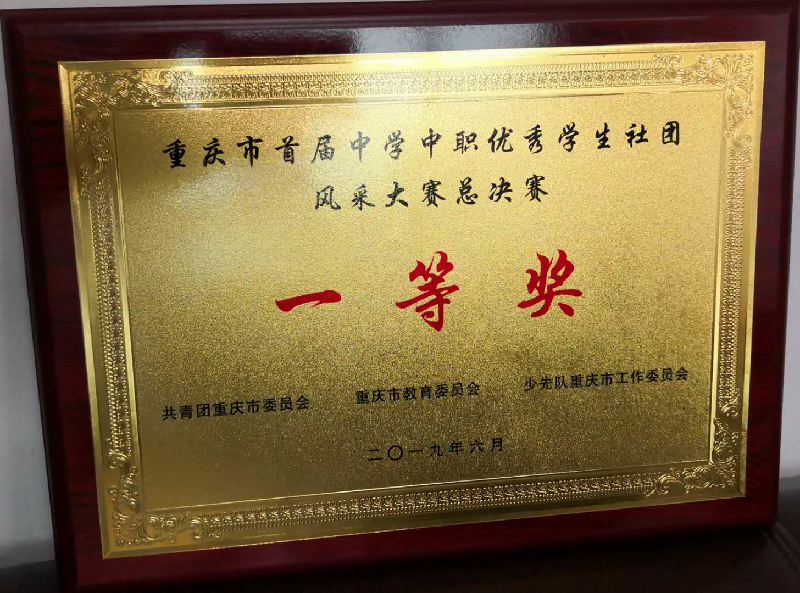 重庆市首届中学中职优秀学生社团
风采大赛总决赛
一等奖
共青团重庆市委员会 重庆市教育委员会 少先队重庆市工作委员会
二〇一九年六月